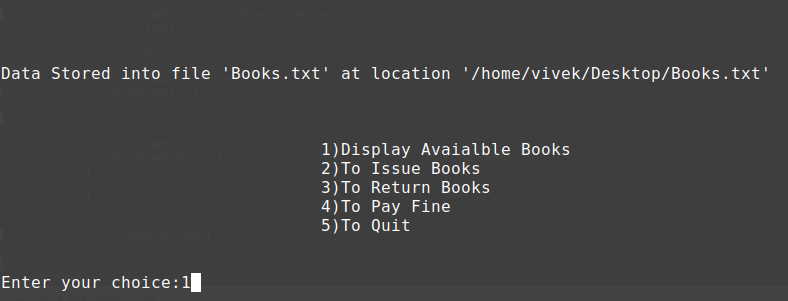 Data Stored into file 'Books.txt' at location '/home/vivek/Desktop/Books.txt'
1)Display Avaialble Books
2)To Issue Books
3)To Return Books
4)To Pay Fine
5)To Quit
Enter your choice:1